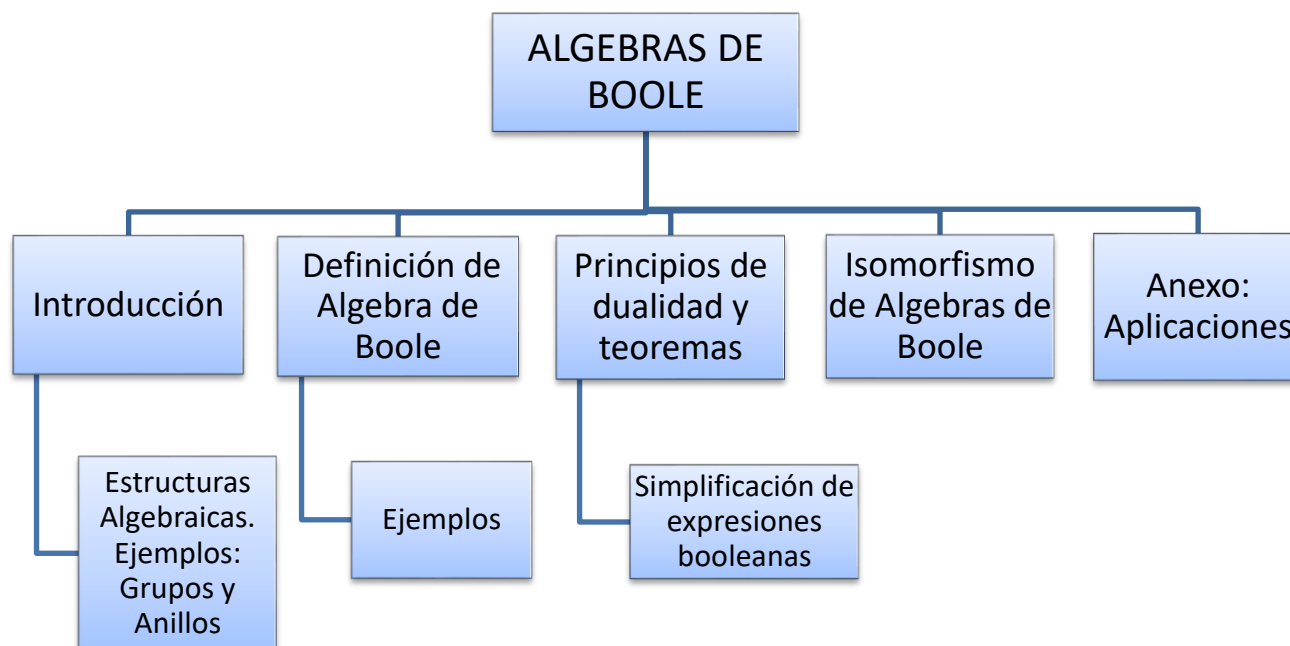 ALGEBRAS DE
BOOLE
Introducción
Definición de
Algebra de
Boole
Principios de
dualidad y
teoremas
Isomorfismo
de Algebras de
Boole
Anexo:
Aplicaciones
Estructuras
Algebraicas.
Ejemplos:
Grupos y
Anillos
Ejemplos
Simplificación de
expresiones
booleanas